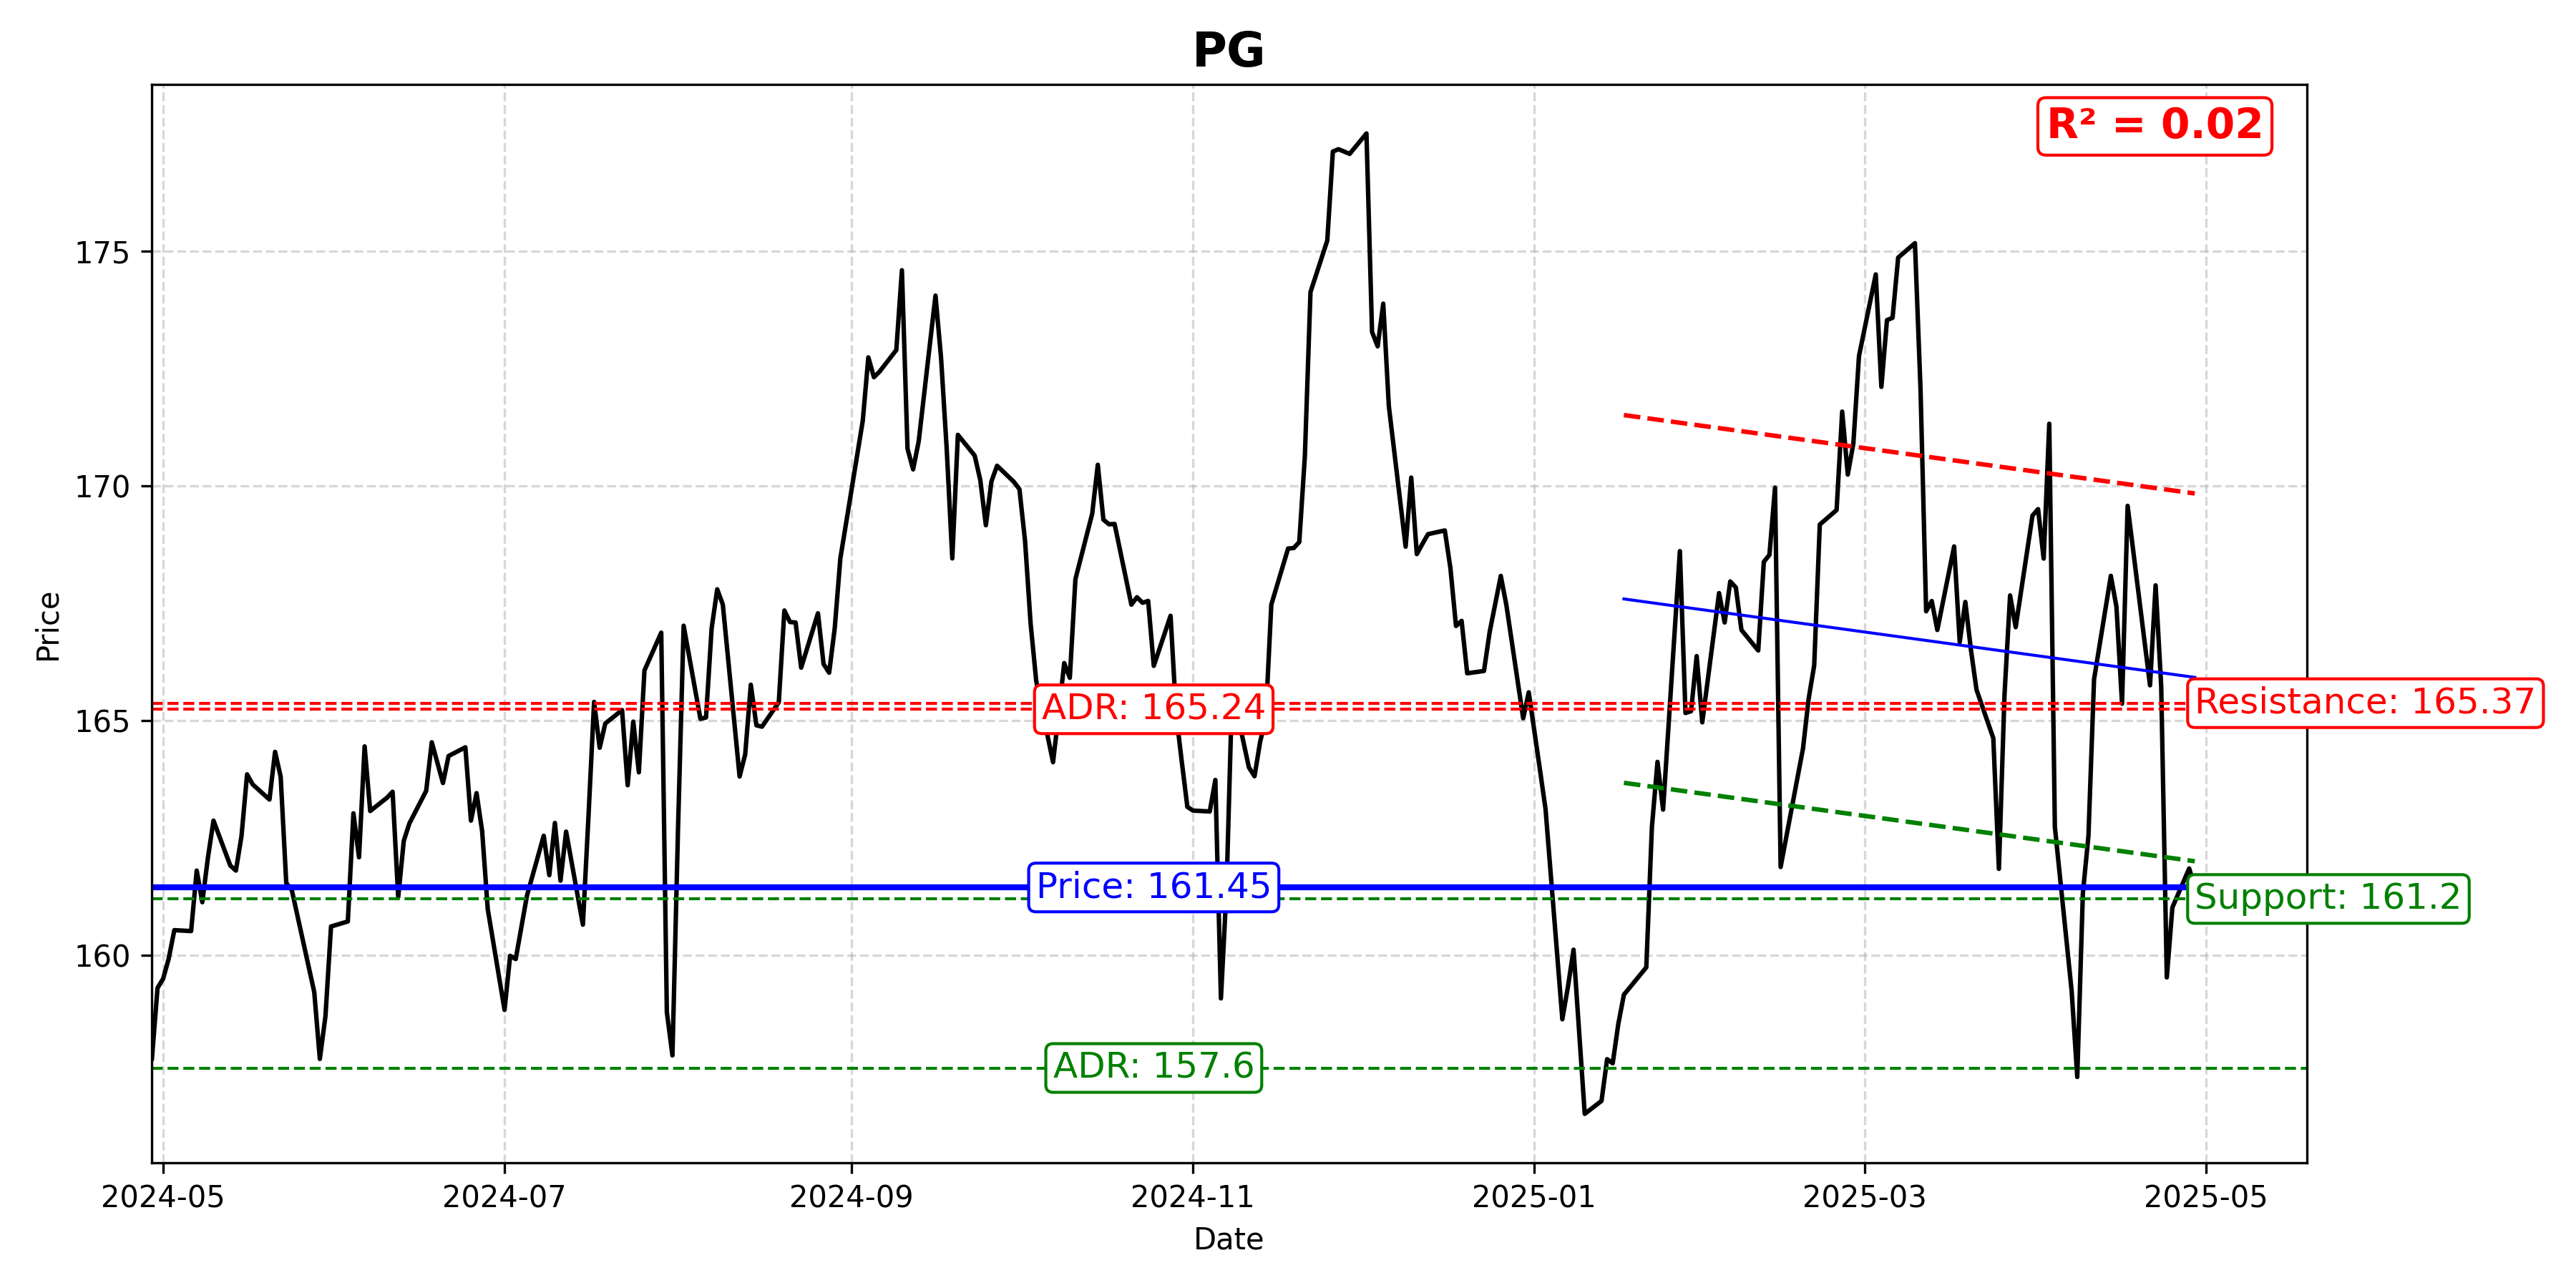 PG
R² = 0.02
Price
175
170
165
160
ADR: 165.24
Resistance: 165.37
Price: 161.45
Support: 161.2
ADR: 157.6
2024-05
2024-07
2024-09
2024-11
2025-01
2025-03
2025-05
Date